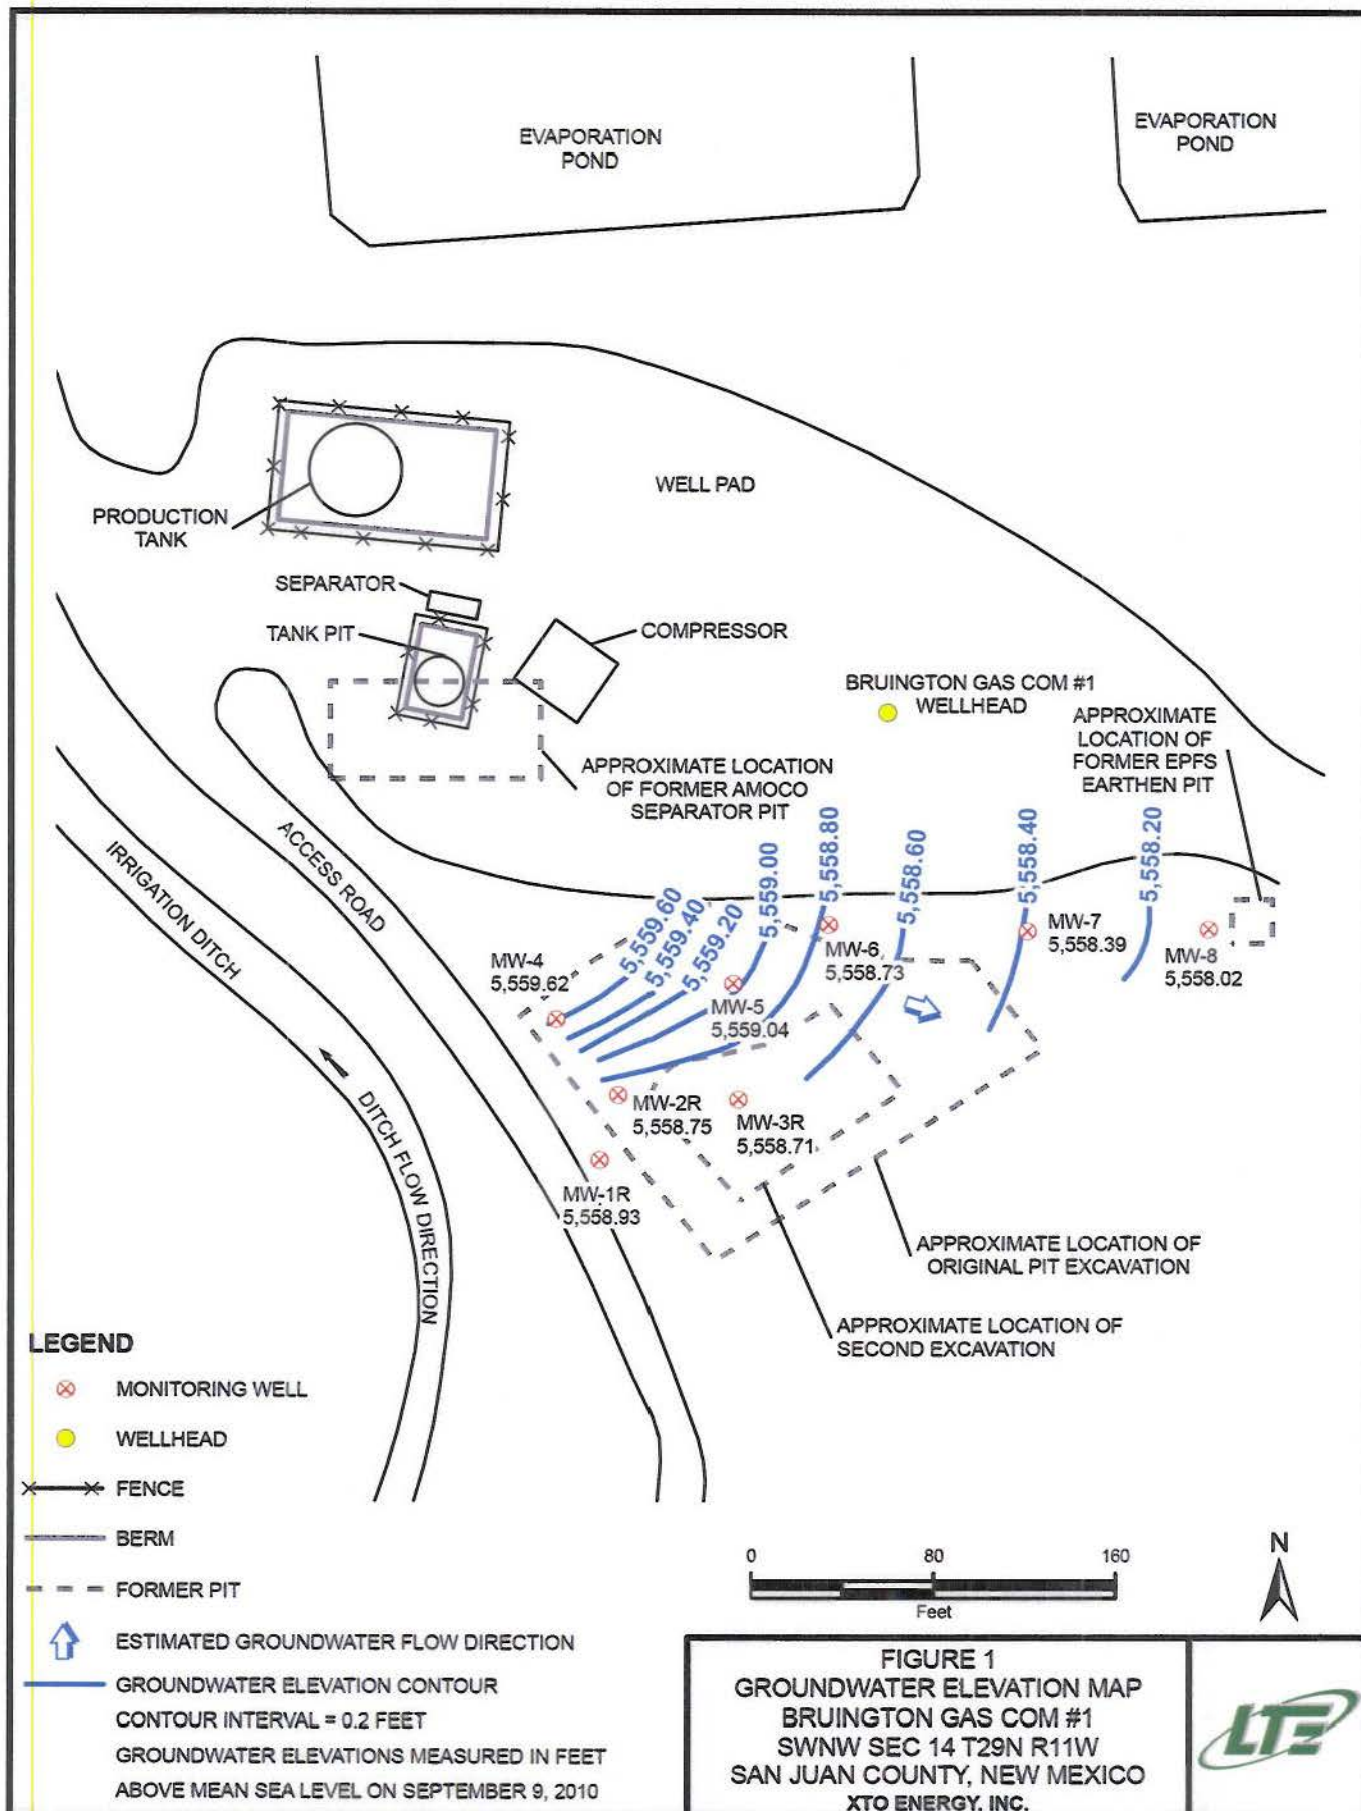 EVAPORATION
POND
EVAPORATION
POND
WELL PAD
PRODUCTION
TANK
SEPARATOR
TANK PIT
COMPRESSOR
BRUINGTON GAS COM #1
WELLHEAD
APPROXIMATE
LOCATION OF
FORMER EPFS
EARTHEN PIT
APPROXIMATE LOCATION
OF FORMER AMOCO
SEPARATOR PIT
ACCESS ROAD
IRRIGATION DITCH
DITCH FLOW DIRECTION
5,559.60
5,559.40
5,559.20
5,559.00
5,558.80
5,558.60
5,558.40
5,558.20
MW-4
5,559.62
MW-5
5,559.04
MW-6
5,558.73
MW-7
5,558.39
MW-8
5,558.02
MW-2R
5,558.75
MW-3R
5,558.71
MW-1R
5,558.93
APPROXIMATE LOCATION OF
ORIGINAL PIT EXCAVATION
APPROXIMATE LOCATION OF
SECOND EXCAVATION
LEGEND
MONITORING WELL
WELLHEAD
FENCE
BERM
FORMER PIT
ESTIMATED GROUNDWATER FLOW DIRECTION
GROUNDWATER ELEVATION CONTOUR
CONTOUR INTERVAL = 0.2 FEET
GROUNDWATER ELEVATIONS MEASURED IN FEET
ABOVE MEAN SEA LEVEL ON SEPTEMBER 9, 2010
0 80 160
Feet
N
FIGURE 1
GROUNDWATER ELEVATION MAP
BRUINGTON GAS COM #1
SWNW SEC 14 T29N R11W
SAN JUAN COUNTY, NEW MEXICO
XTO ENERGY, INC.
LTE